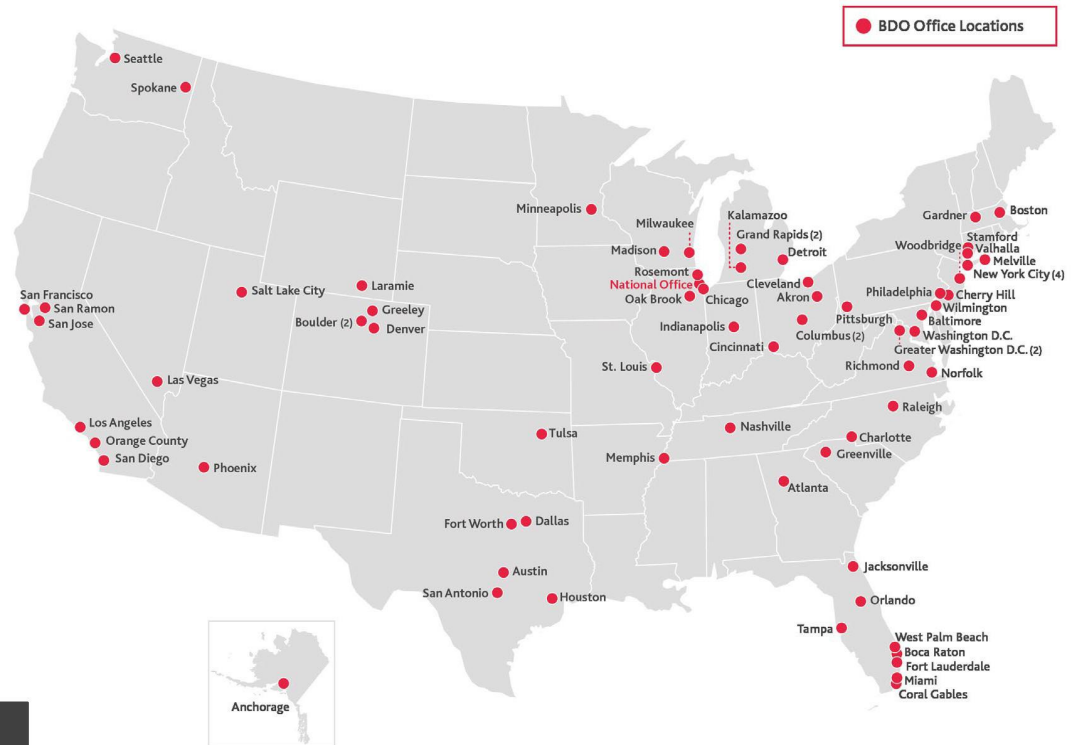 BDO Office Locations
Seattle
Spokane
Minneapolis
Milwaukee
Kalamazoo
Grand Rapids (2)
Detroit
Madison
Rosemont
National Office
Oak Brook
Chicago
Cleveland
Akron
Gardner
Boston
Stamford
Woodbridge
Valhalla
Melville
New York City (4)
Philadelphia
Cherry Hill
Wilmington
Pittsburgh
Baltimore
Columbus (2)
Washington D.C.
Greater Washington D.C. (2)
San Francisco
San Ramon
San Jose
Salt Lake City
Laramie
Greeley
Boulder (2)
Denver
Indianapolis
Cincinnati
St. Louis
Richmond
Norfolk
Las Vegas
Los Angeles
Orange County
San Diego
Phoenix
Tulsa
Nashville
Memphis
Raleigh
Charlotte
Greenville
Atlanta
Fort Worth
Dallas
Austin
San Antonio
Houston
Jacksonville
Orlando
Tampa
West Palm Beach
Boca Raton
Fort Lauderdale
Miami
Coral Gables
Anchorage